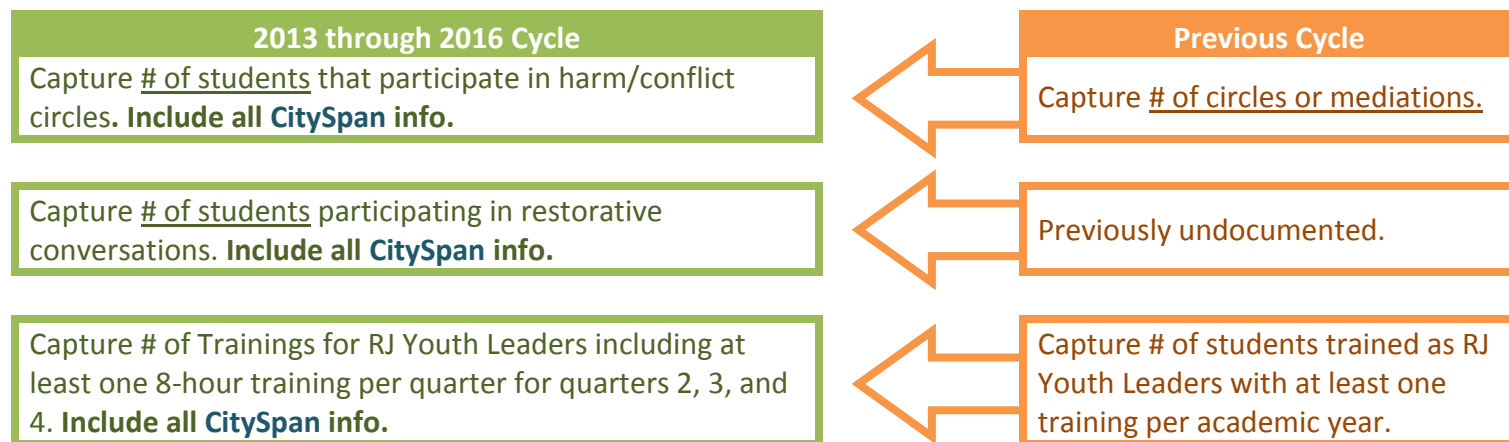 2013 through 2016 Cycle
Capture # of students that participate in harm/conflict
circles. Include all CitySpan info.
Previous Cycle
Capture # of circles or mediations.
Capture # of students participating in restorative
conversations. Include all CitySpan info.
Previously undocumented.
Capture # of Trainings for RJ Youth Leaders including at
least one 8-hour training per quarter for quarters 2, 3, and
4. Include all CitySpan info.
Capture # of students trained as RJ
Youth Leaders with at least one
training per academic year.